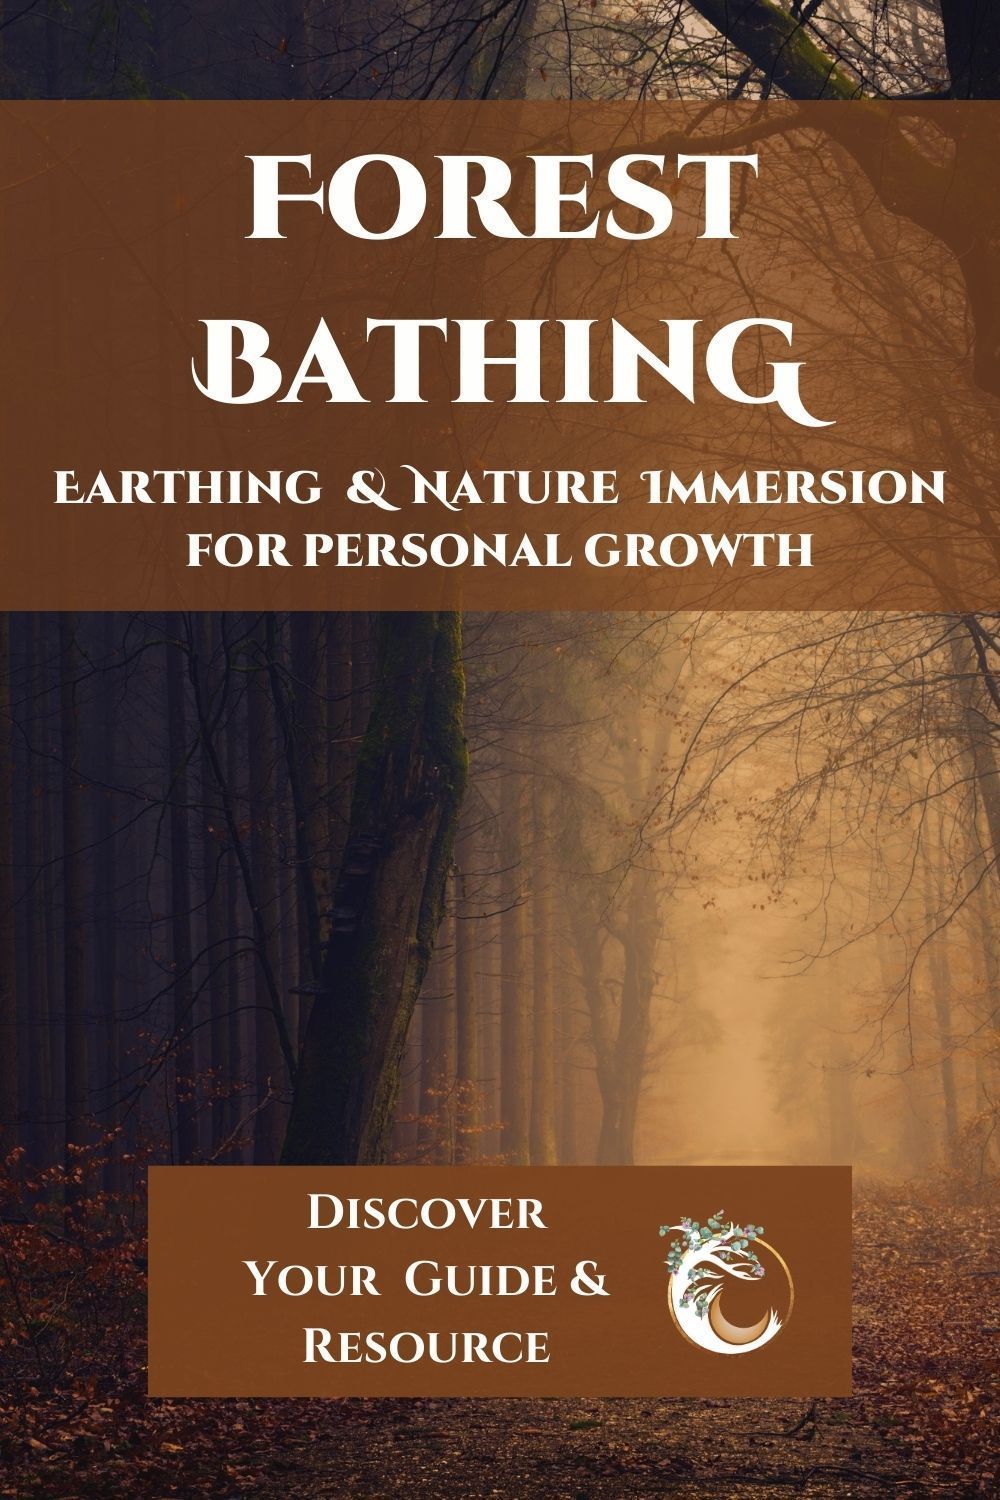 Forest
Bathing
Earthing & Nature Immersion
for personal growth
Discover
Your Guide &
Resource